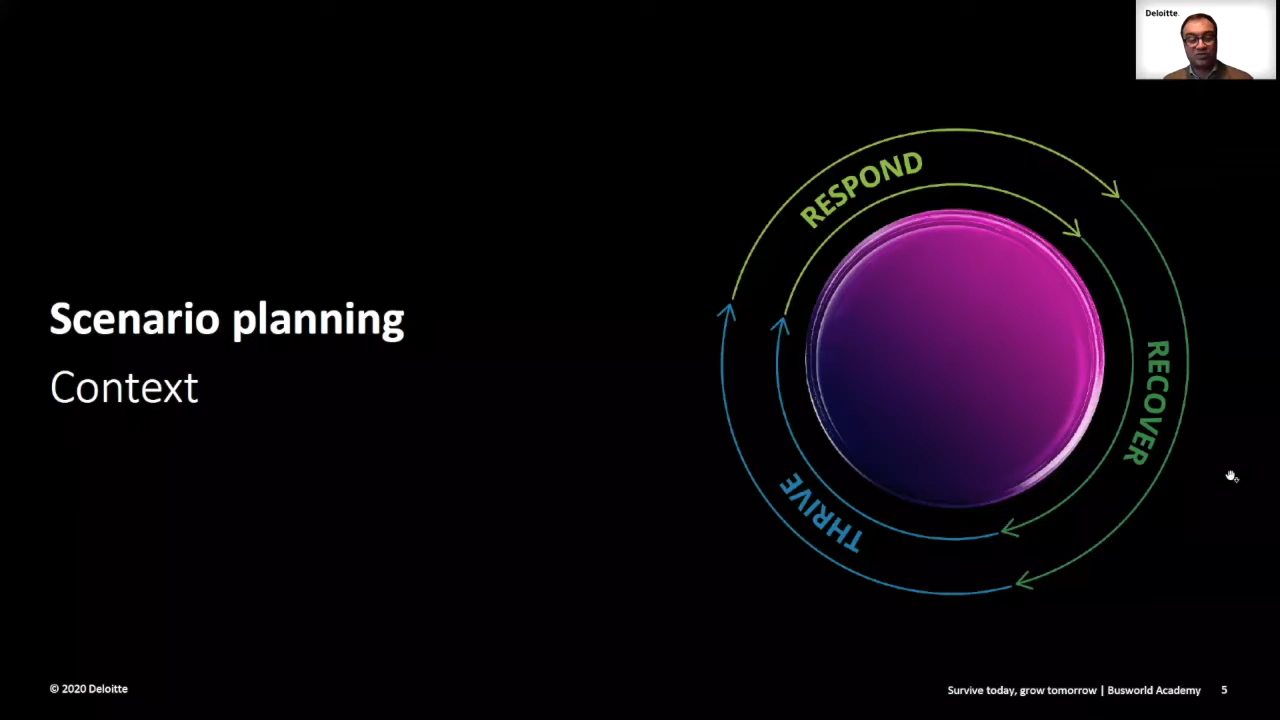 Deloitte
RESPOND
RECOVER
THRIVE
Scenario planning
Context
© 2020 Deloitte
Survive today, grow tomorrow | Busworld Academy 5